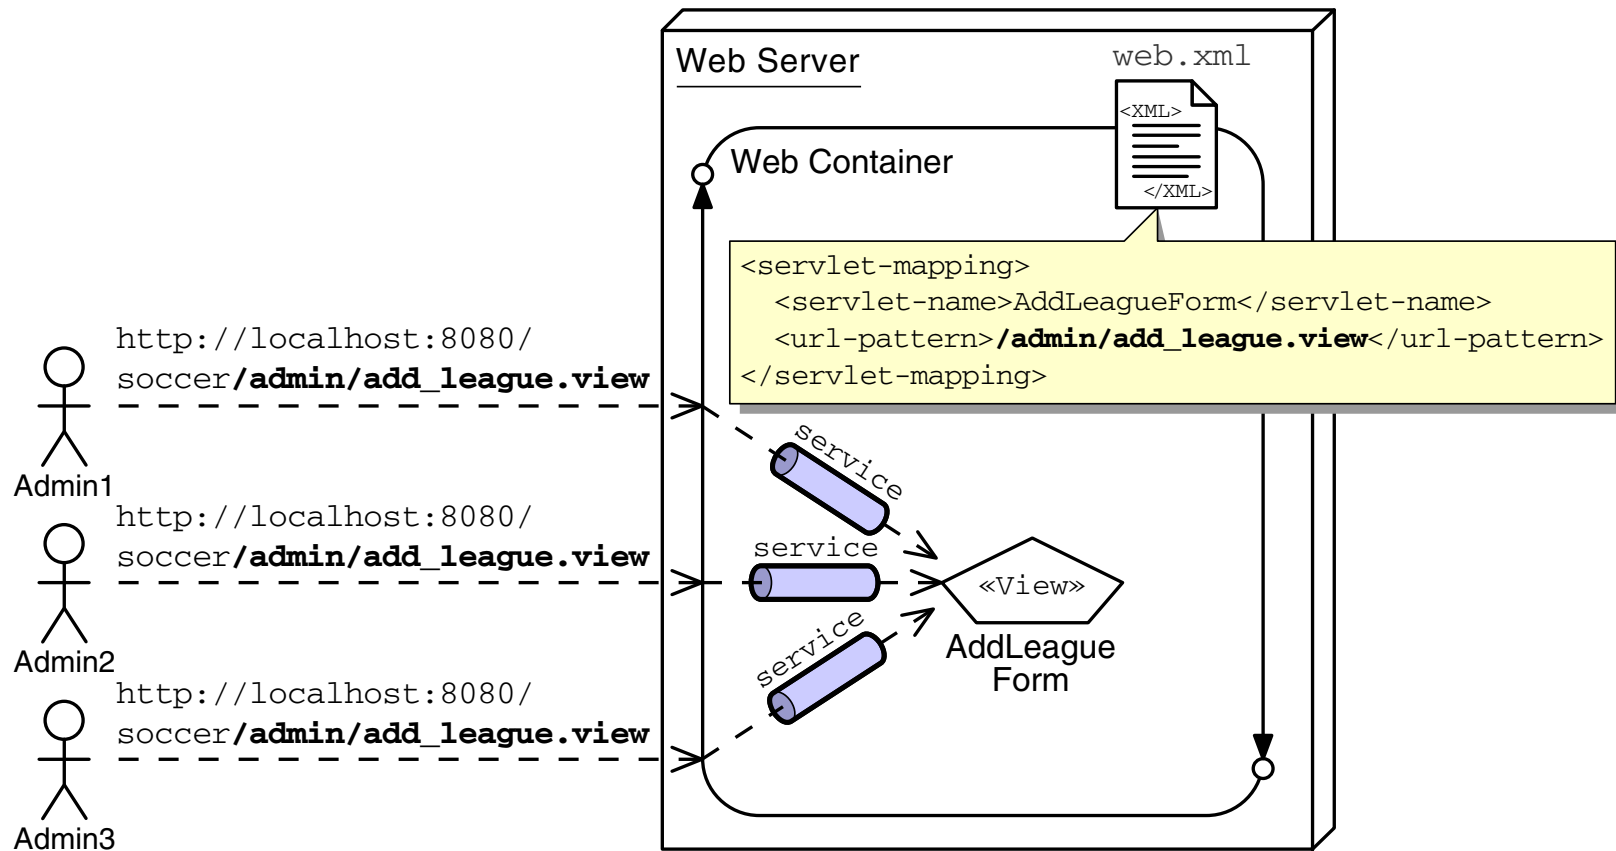 Web Server
web.xml
<XML>
</XML>
Web Container
<servlet-mapping>
<servlet-name>AddLeagueForm</servlet-name>
<url-pattern>/admin/add_league.view</url-pattern>
</servlet-mapping>
http://localhost:8080/
soccer/admin/add_league.view
Admin1
service
http://localhost:8080/
soccer/admin/add_league.view
Admin2
service
«View»
AddLeague
Form
http://localhost:8080/
soccer/admin/add_league.view
Admin3
service